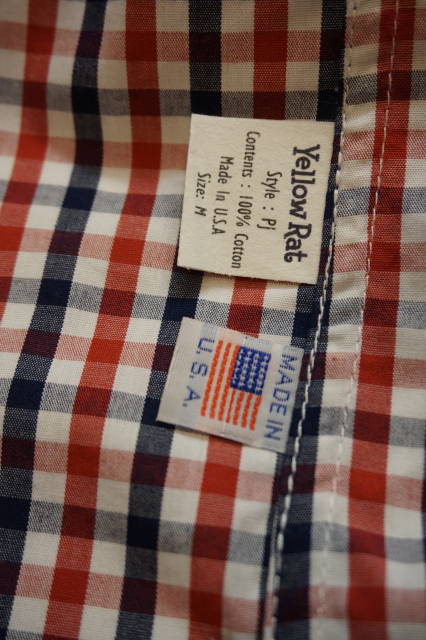 Yellow Rat
Style : PJ
Contents : 100% Cotton
Made in U.S.A
Size: M
MADE IN
U.S.A.